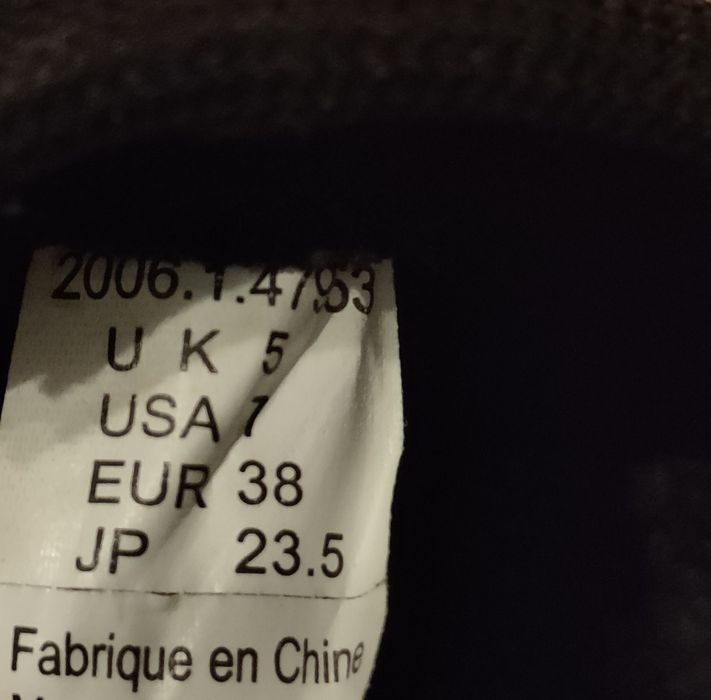 U K 5
USA 7
EUR 38
JP 23.5
Fabrique en Chine